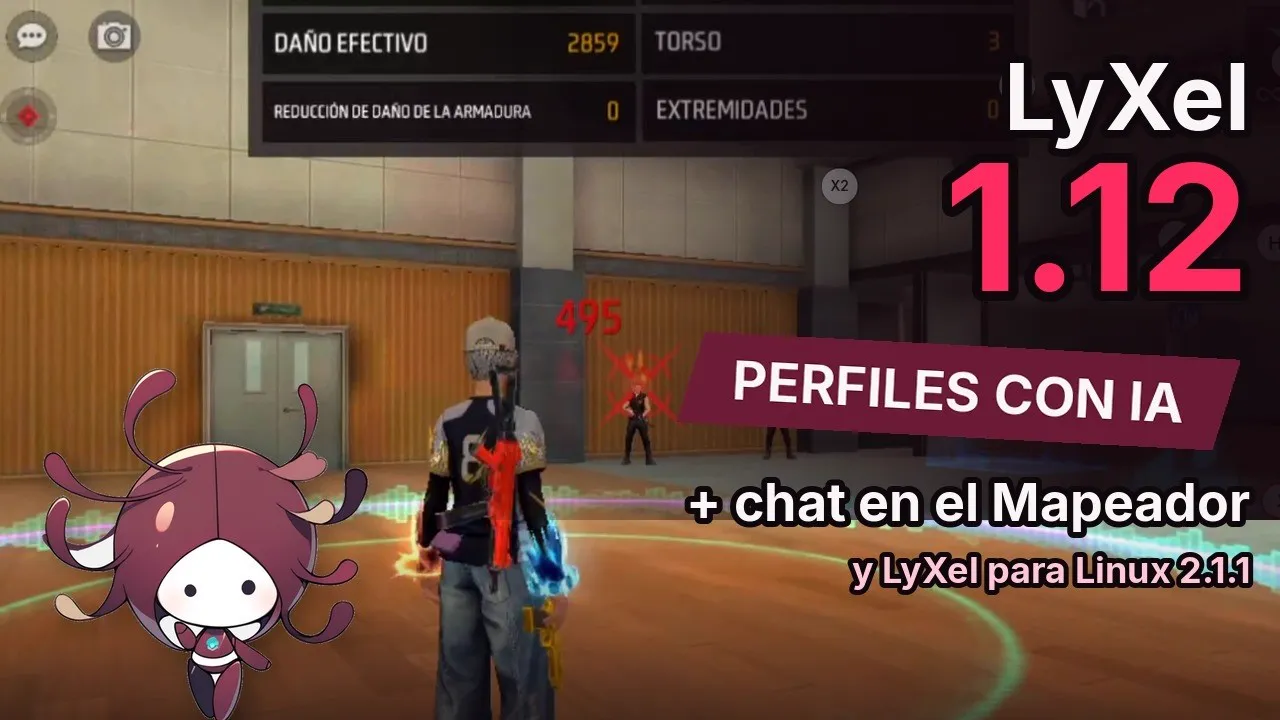 DAÑO EFECTIVO 2859 TORSO 3
REDUCCIÓN DE DAÑO DE LA ARMADURA 0 EXTREMIDADES 0
LyXel
1.12
X2
495
PERFILES CON IA
+ chat en el Mapeador
y LyXel para Linux 2.1.1
8